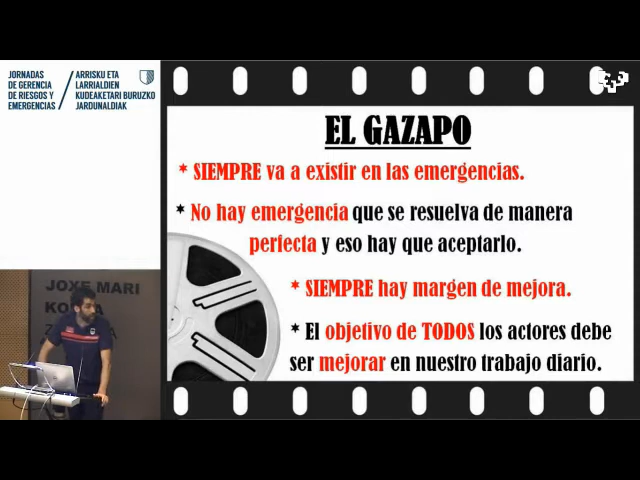 JORNADAS
DE GERENCIA
DE RIESGOS Y
EMERGENCIAS
ARRISKU ETA
LARRIALDIEN
KUDEAKETARI BURUZKO
JARDUNALDIAK
EL GAZAPO
* SIEMPRE va a existir en las emergencias.
* No hay emergencia que se resuelva de manera
perfecta y eso hay que aceptarlo.
* SIEMPRE hay margen de mejora.
* El objetivo de TODOS los actores debe
ser mejorar en nuestro trabajo diario.
JOXE MARI